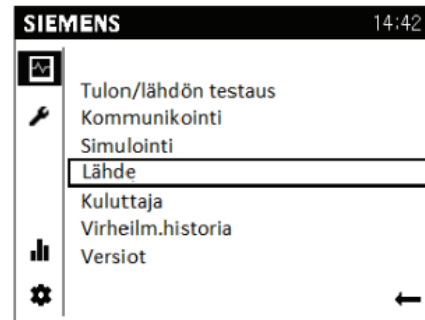 SIEMENS 14:42
Tulon/lähdön testaus
Kommunikointi
Simulointi
Lähde
Kuluttaja
Virheilm.historia
Versiot